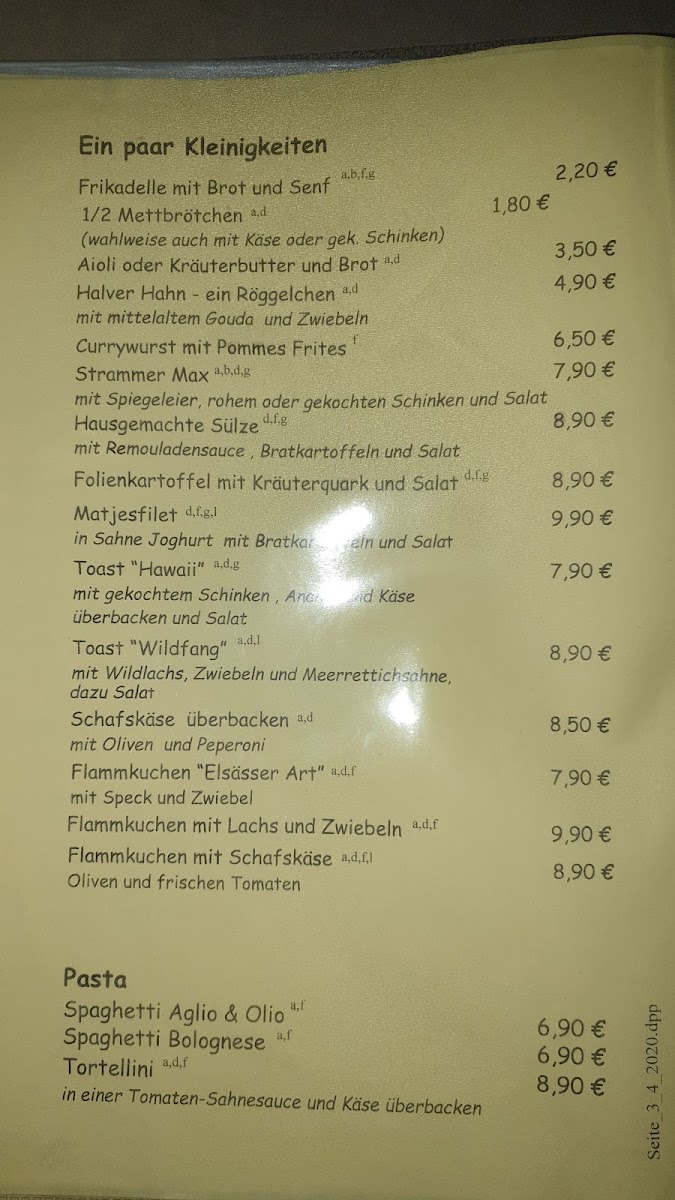 Ein paar Kleinigkeiten
Frikadelle mit Brot und Senf a,b,f,g 2,20 €
1/2 Mettbrötchen a,d 1,80 €
(wahlweise auch mit Käse oder gek. Schinken)
Aioli oder Kräuterbutter und Brot a,d 3,50 €
Halver Hahn - ein Röggelchen a,d 4,90 €
mit mittelaltem Gouda und Zwiebeln
Currywurst mit Pommes Frites f 6,50 €
Strammer Max a,b,d,g 7,90 €
mit Spiegeleier, rohem oder gekochten Schinken und Salat
Hausgemachte Sülze d,f,g 8,90 €
mit Remouladensauce , Bratkartoffeln und Salat
Folienkartoffel mit Kräuterquark und Salat d,f,g 8,90 €
Matjesfilet d,f,g,l 9,90 €
in Sahne Joghurt mit und Salat
Toast "Hawaii" a,d,g 7,90 €
mit gekochtem Schinken , Käse
überbacken und Salat
Toast "Wildfang" a,d,l 8,90 €
mit Wildlachs, Zwiebeln und Meerrettichsahne,
dazu Salat
Schafskäse überbacken a,d 8,50 €
mit Oliven und Peperoni
Flammkuchen "Elsässer Art" a,d,f 7,90 €
mit Speck und Zwiebel
Flammkuchen mit Lachs und Zwiebeln a,d,f 9,90 €
Flammkuchen mit Schafskäse a,d,f,l 8,90 €
Oliven und frischen Tomaten
Pasta
Spaghetti Aglio & Olio a,f 6,90 €
Spaghetti Bolognese a,f 6,90 €
Tortellini a,d,f 8,90 €
in einer Tomaten-Sahnesauce und Käse überbacken
Seite_3_4_2020.dpp